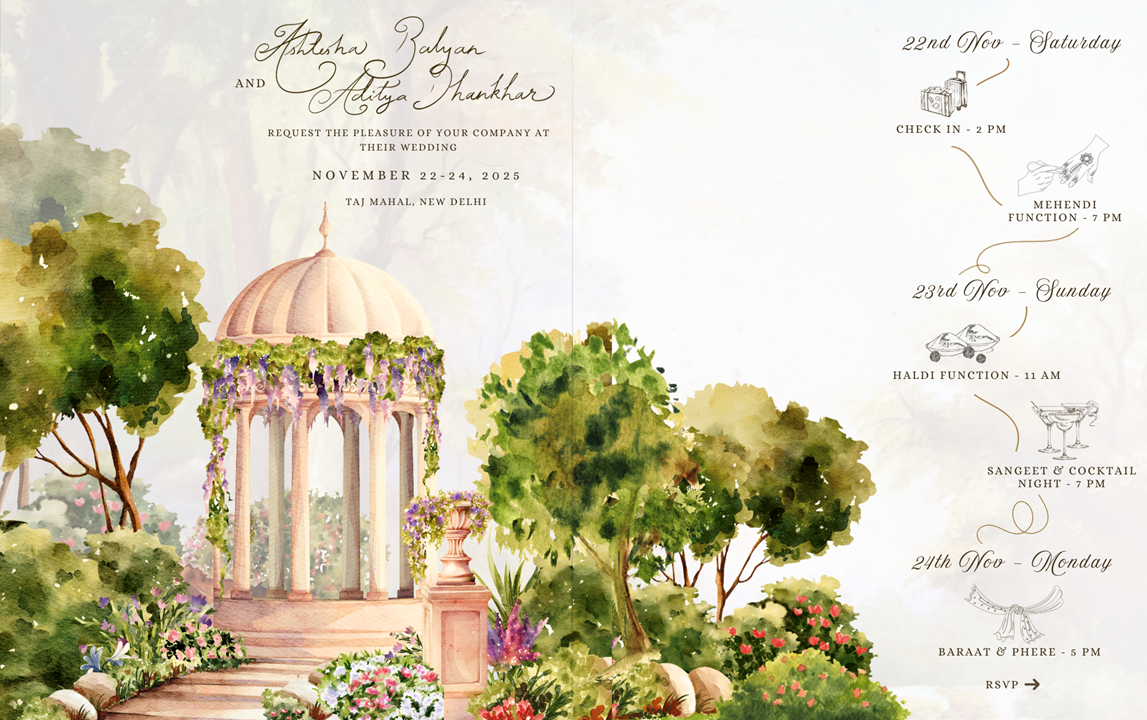 Ashlesha Balyan
AND Aditya Dhankhar
REQUEST THE PLEASURE OF YOUR COMPANY AT
THEIR WEDDING
NOVEMBER 22-24, 2025
TAJ MAHAL, NEW DELHI
22nd Nov - Saturday
CHECK IN - 2 PM
MEHENDI
FUNCTION - 7 PM
23rd Nov - Sunday
HALDI FUNCTION - 11 AM
SANGEET & COCKTAIL
NIGHT - 7 PM
24th Nov - Monday
BARAAT & PHERE - 5 PM
RSVP →